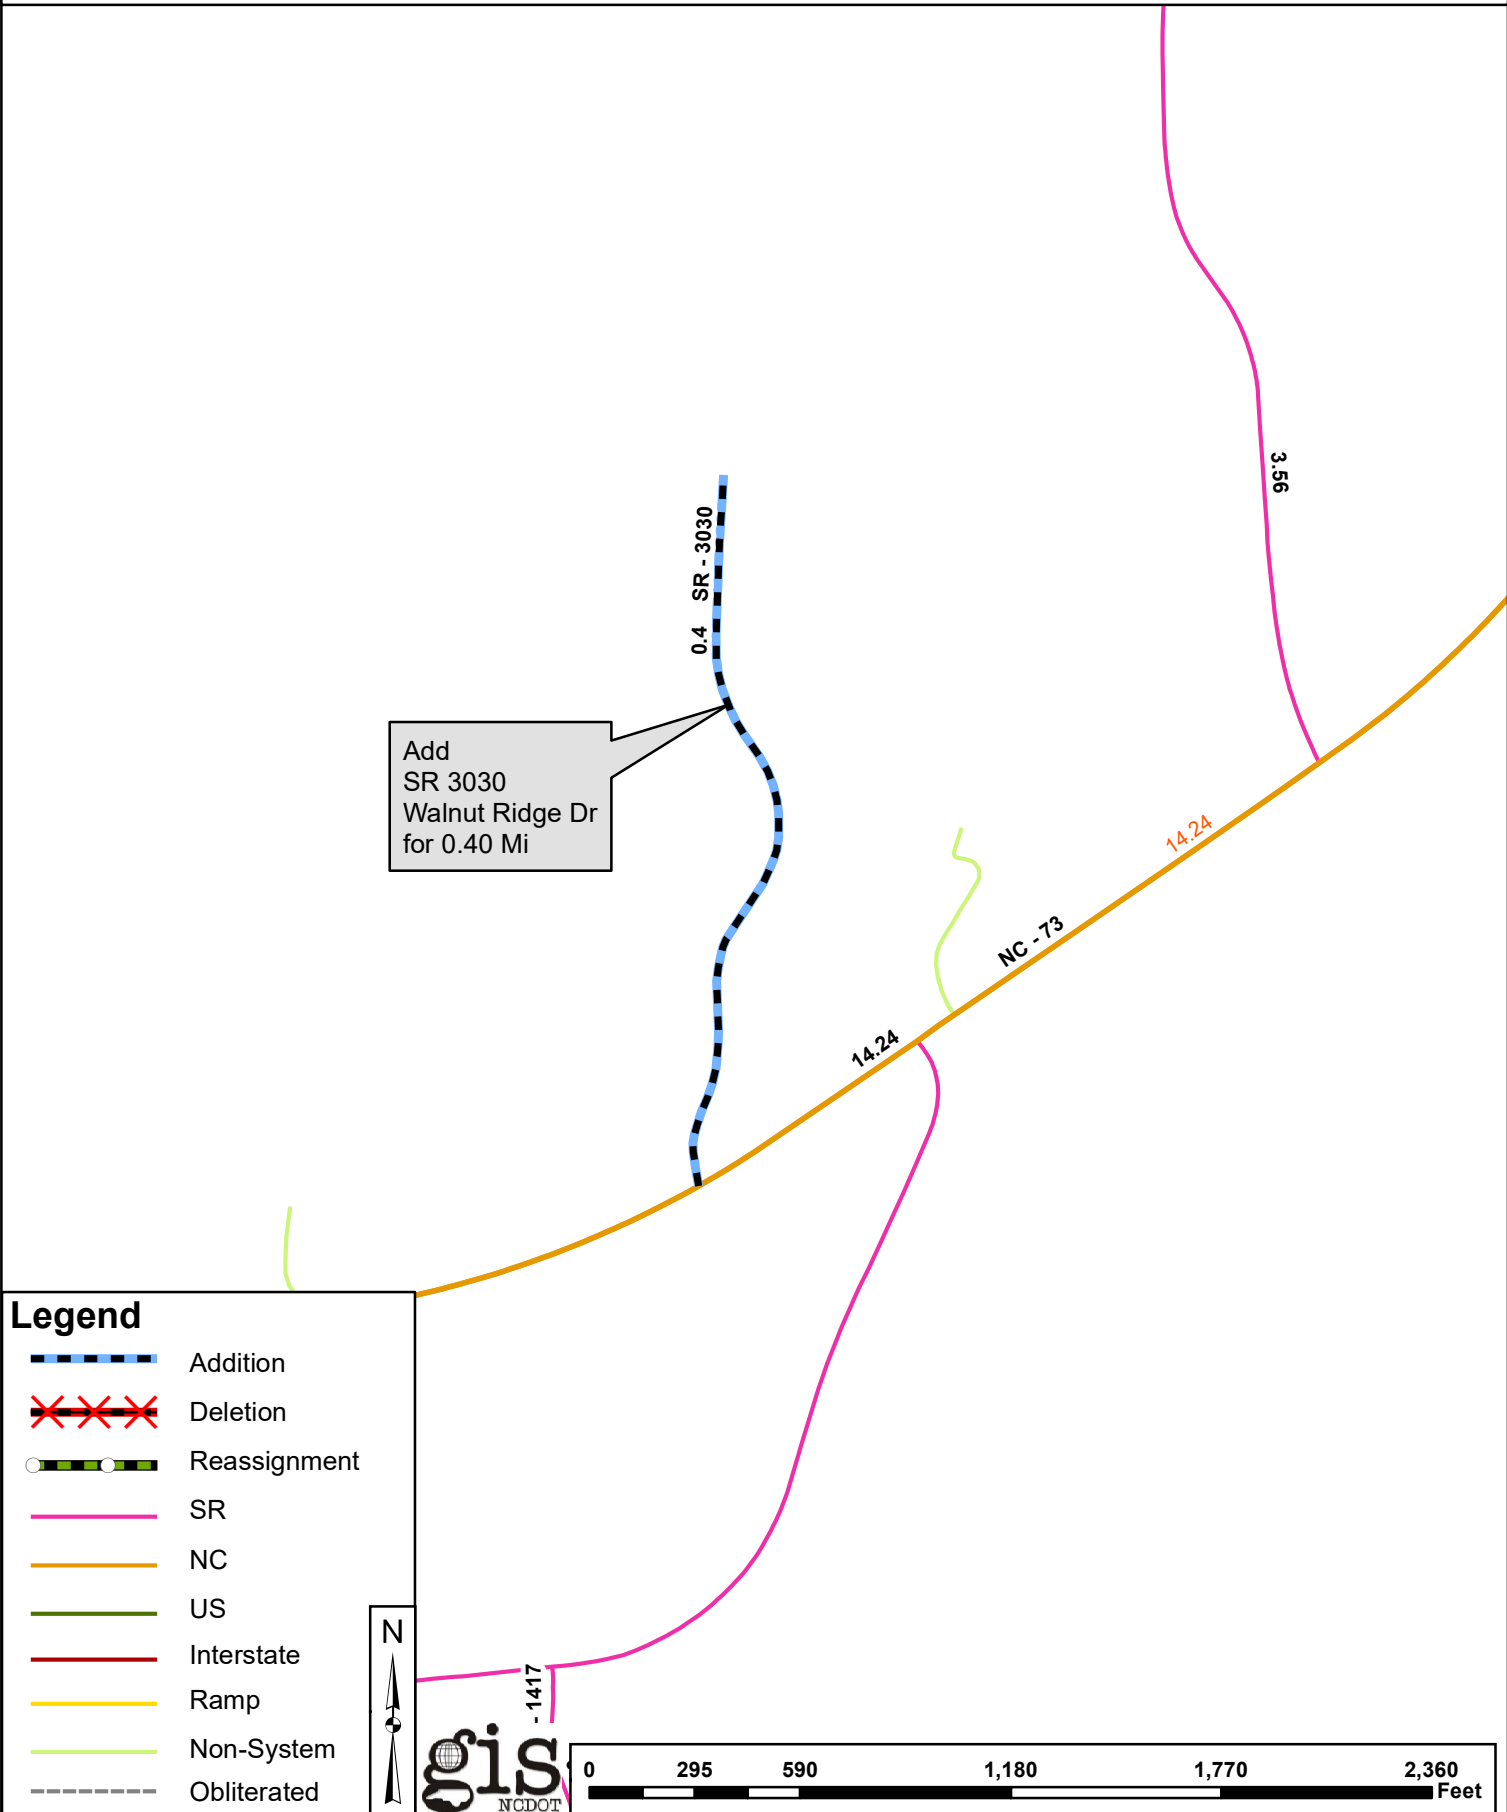 3.56
SR - 3030
0.4
Add
SR 3030
Walnut Ridge Dr
for 0.40 Mi
14.24
NC - 73
14.24
Legend
Addition
Deletion
Reassignment
SR
NC
US
Interstate
Ramp
Non-System
Obliterated
N
- 1417
gis
NCDOT
0 295 590 1,180 1,770 2,360
Feet